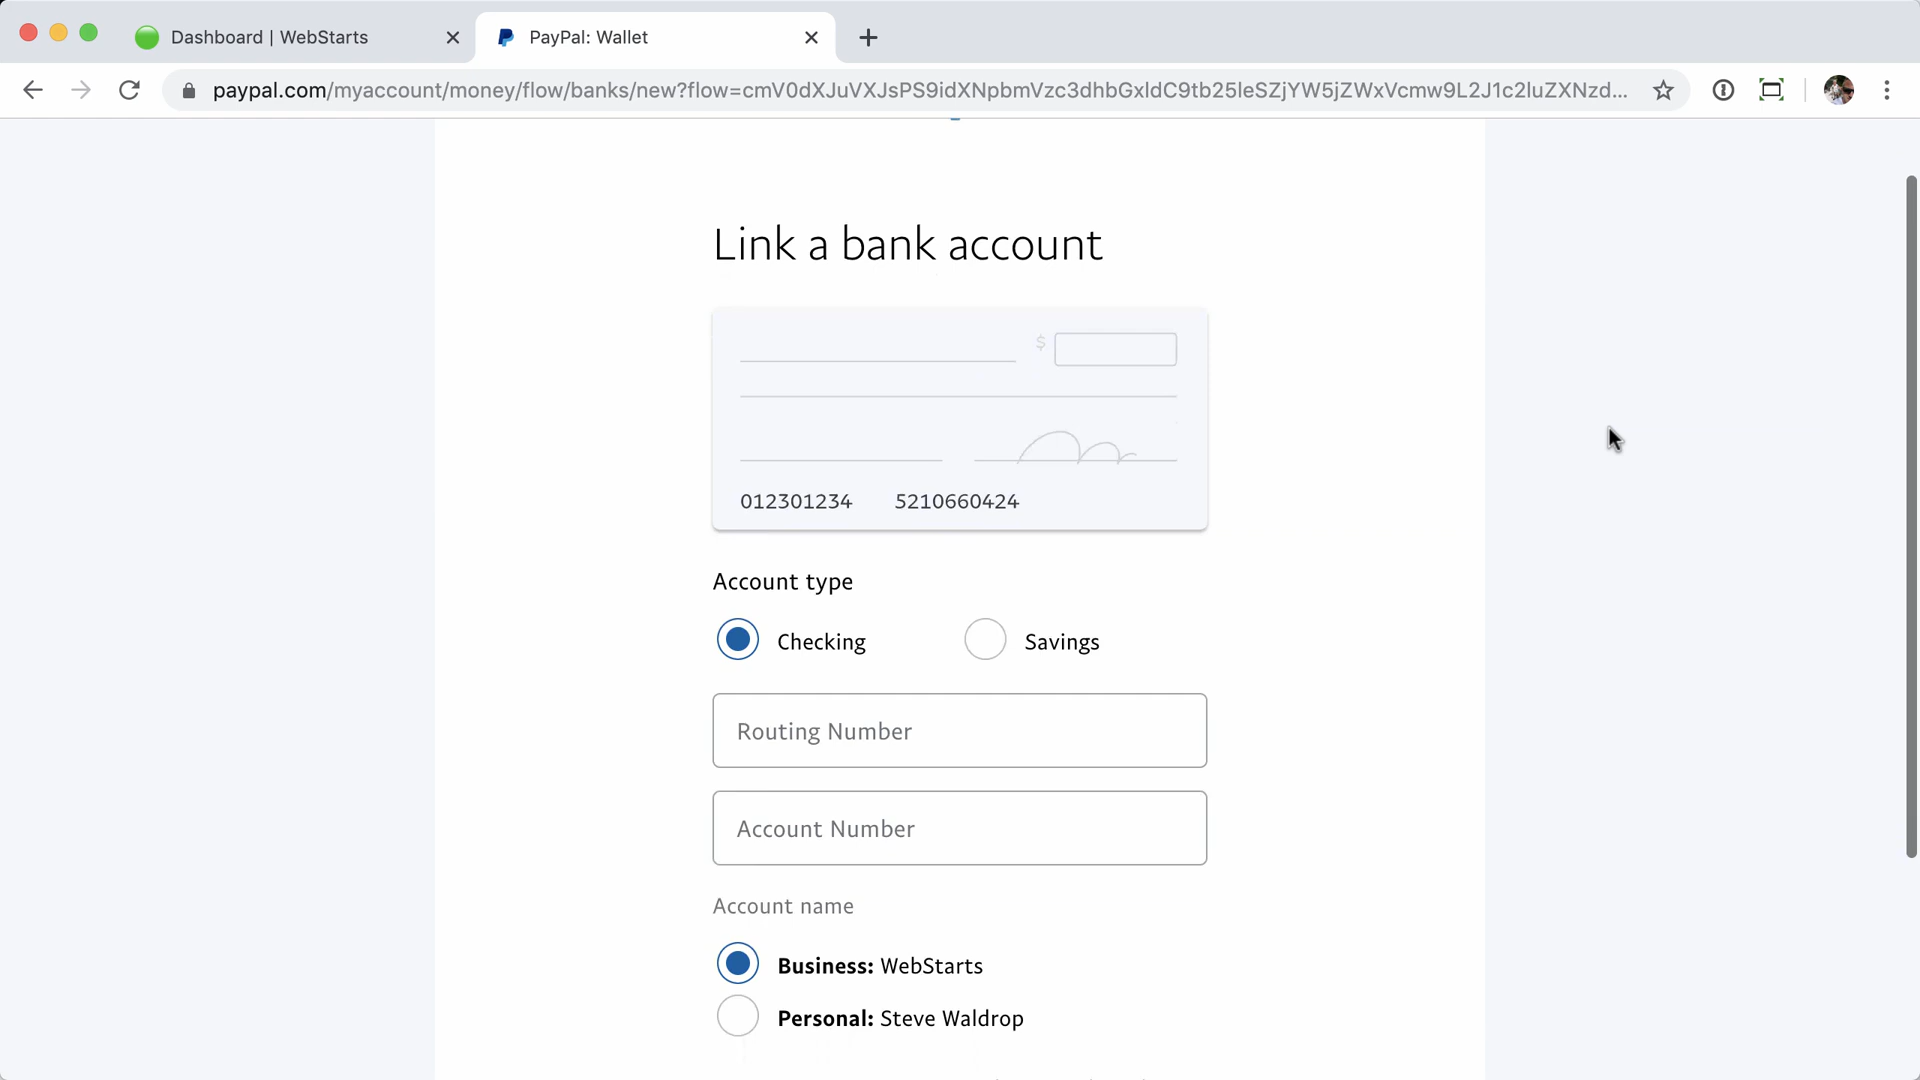 Dashboard | WebStarts
PayPal: Wallet
paypal.com/myaccount/money/flow/banks/new?flow=cmV0dXJuVXJsPS9idXNpbmVzc3dhbGxldC9tb25leSZjYW5jZWxVcmw9L2J1c2luZXNzd...
Link a bank account
$
012301234 5210660424
Account type
Checking Savings
Routing Number
Account Number
Account name
Business: WebStarts
Personal: Steve Waldrop